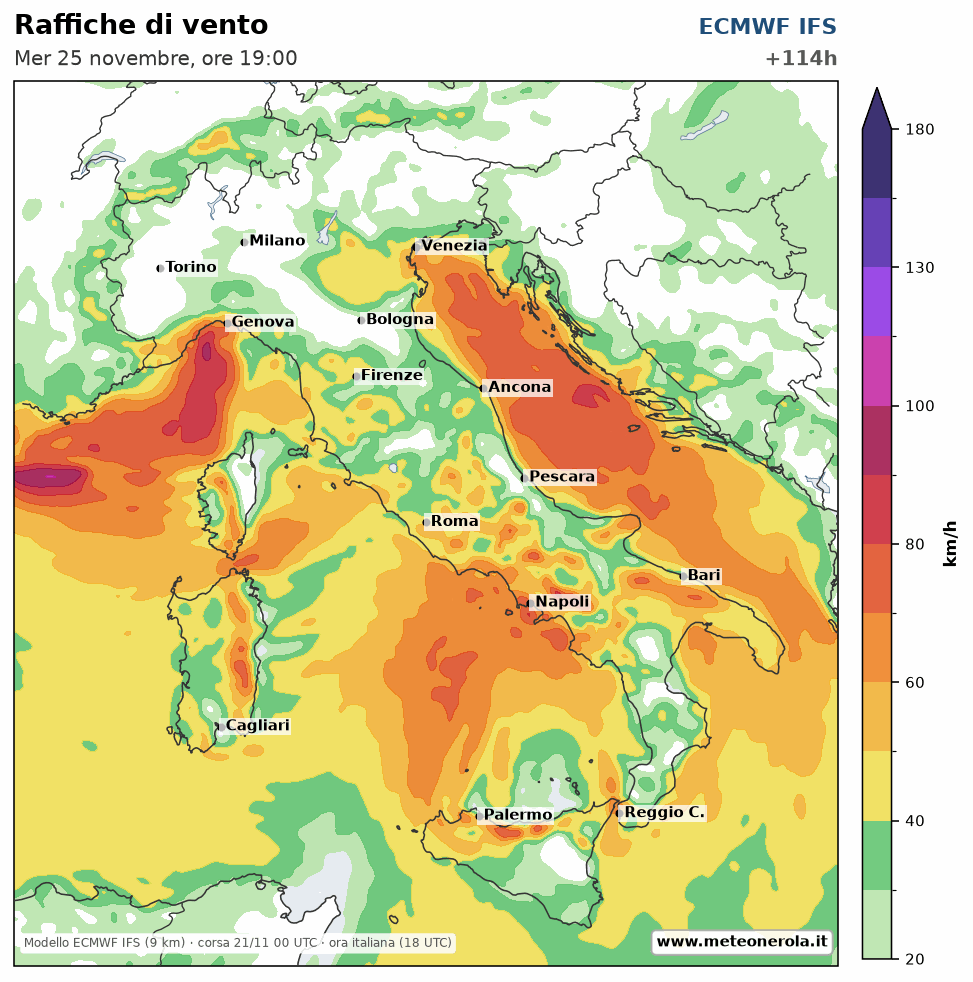 Raffiche di vento
ECMWF IFS
Mer 25 novembre, ore 19:00
+114h
180
130
100
80
60
40
20
km/h
Venezia
Milano
Torino
Genova
Bologna
Firenze
Ancona
Pescara
Roma
Bari
Napoli
Cagliari
Palermo
Reggio C.
Modello ECMWF IFS (9 km) · corsa 21/11 00 UTC · ora italiana (18 UTC)
www.meteonerola.it